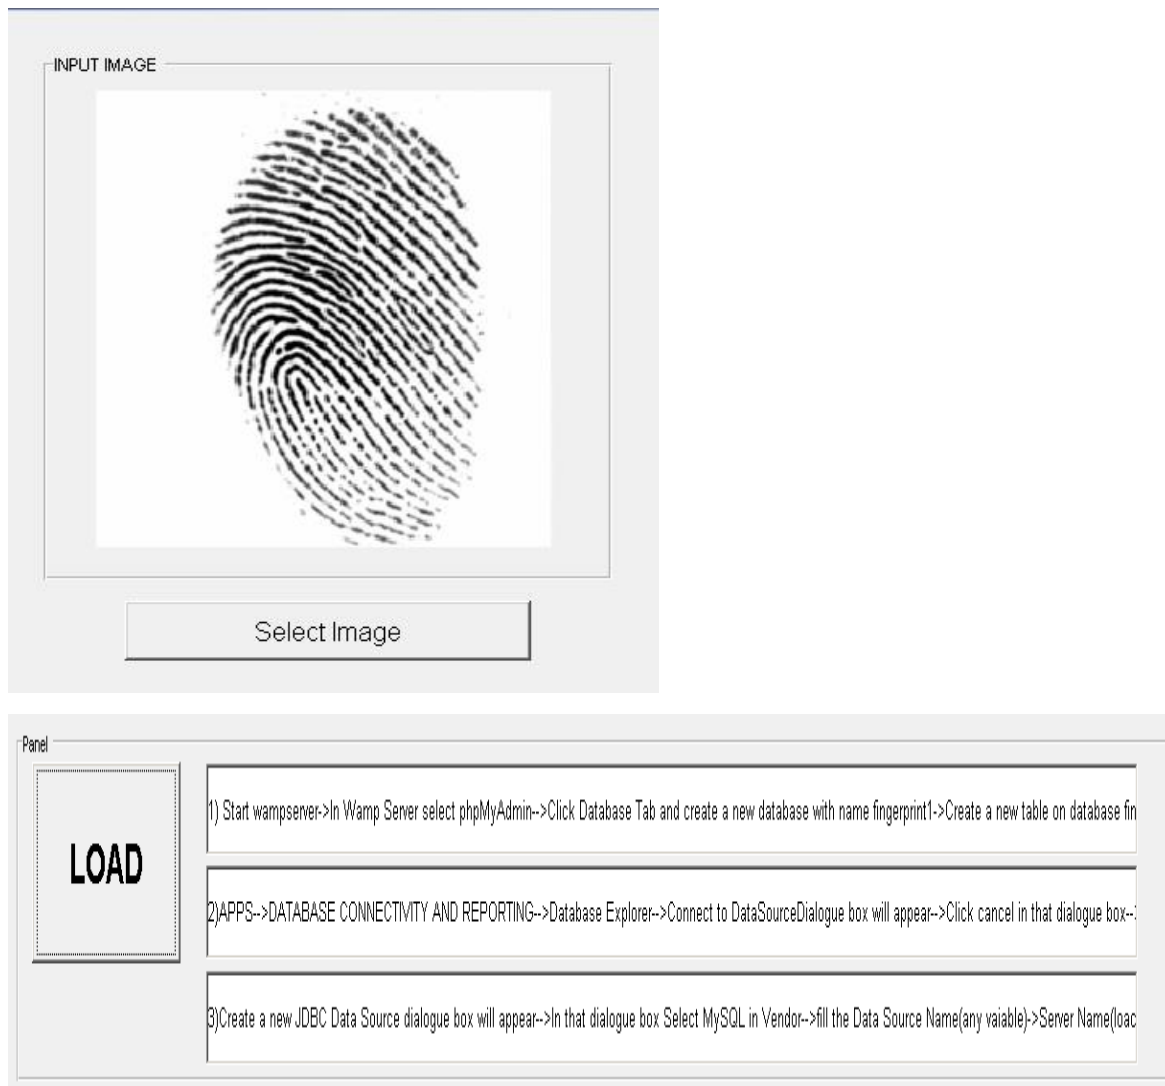 INPUT IMAGE
Select Image
Panel
LOAD
1) Start wampserver->In Wamp Server select phpMyAdmin-->Click Database Tab and create a new database with name fingerprint1->Create a new table on database fin
2)APPS-->DATABASE CONNECTIVITY AND REPORTING-->Database Explorer-->Connect to DataSourceDialogue box will appear-->Click cancel in that dialogue box-->
3)Create a new JDBC Data Source dialogue box will appear-->In that dialogue box Select MySQL in Vendor-->fill the Data Source Name(any vaiable)->Server Name(loac